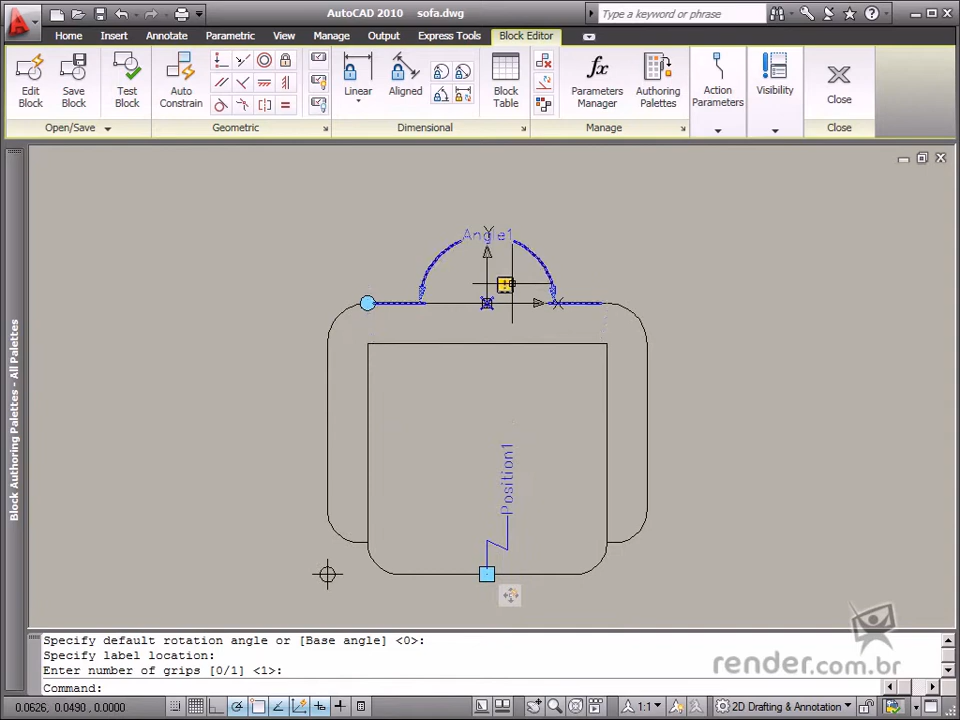 AutoCAD 2010 sofa.dwg
Type a keyword or phrase
Home Insert Annotate Parametric View Manage Output Express Tools Block Editor
Edit Block
Save Block
Test Block
Auto Constrain
Linear
Aligned
Block Table
Parameters Manager
Authoring Palettes
Action Parameters
Visibility
Close
Open/Save
Geometric
Dimensional
Manage
Close
Block Authoring Palettes - All Palettes
Angle1
Y
X
Position1
Specify default rotation angle or [Base angle] <0>:
Specify label location:
Enter number of grips [0/1] <1>:
Command:
render.com.br
0.0626, 0.0490, 0.0000
1:1
2D Drafting & Annotation